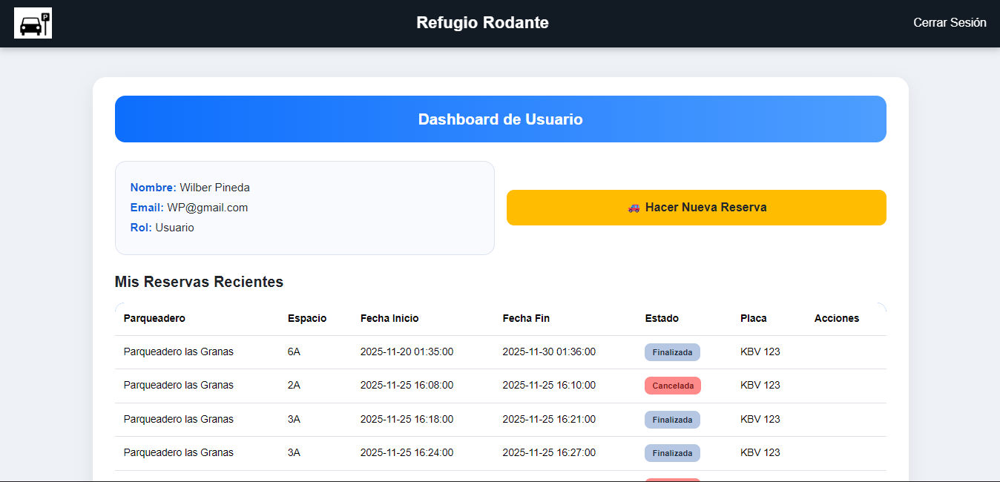 P
Refugio Rodante
Cerrar Sesión
Dashboard de Usuario
Nombre: Wilber Pineda
Email: WP@gmail.com
Rol: Usuario
🚗 Hacer Nueva Reserva
Mis Reservas Recientes
Parqueadero Espacio Fecha Inicio Fecha Fin Estado Placa Acciones
Parqueadero las Granas 6A 2025-11-20 01:35:00 2025-11-30 01:36:00 Finalizada KBV 123
Parqueadero las Granas 2A 2025-11-25 16:08:00 2025-11-25 16:10:00 Cancelada KBV 123
Parqueadero las Granas 3A 2025-11-25 16:18:00 2025-11-25 16:21:00 Finalizada KBV 123
Parqueadero las Granas 3A 2025-11-25 16:24:00 2025-11-25 16:27:00 Finalizada KBV 123